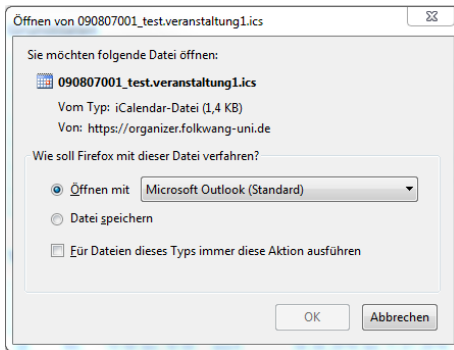 Öffnen von 090807001_test.veranstaltung1.ics
Sie möchten folgende Datei öffnen:
090807001_test.veranstaltung1.ics
Vom Typ: iCalendar-Datei (1,4 KB)
Von: https://organizer.folkwang-uni.de
Wie soll Firefox mit dieser Datei verfahren?
Öffnen mit Microsoft Outlook (Standard)
Datei speichern
Für Dateien dieses Typs immer diese Aktion ausführen
OK Abbrechen